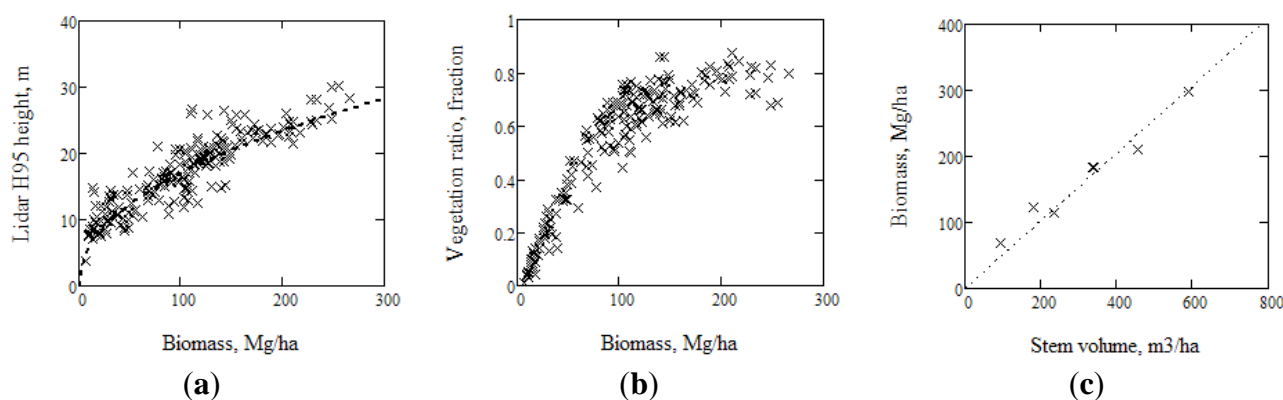 Lidar H95 height, m
40
30
20
10
0
0 100 200 300
Biomass, Mg/ha
(a)
Vegetation ratio, fraction
1
0.8
0.6
0.4
0.2
0
0 100 200 300
Biomass, Mg/ha
(b)
Biomass, Mg/ha
400
300
200
100
0
0 200 400 600 800
Stem volume, m3/ha
(c)